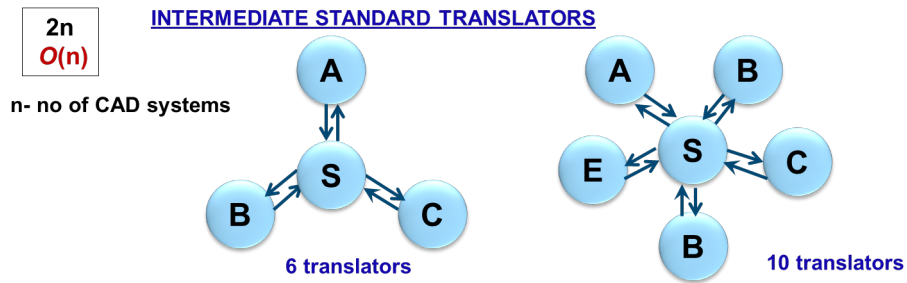 INTERMEDIATE STANDARD TRANSLATORS
2n
O(n)
n- no of CAD systems
A
S
B
C
6 translators
A
B
S
E
C
B
10 translators